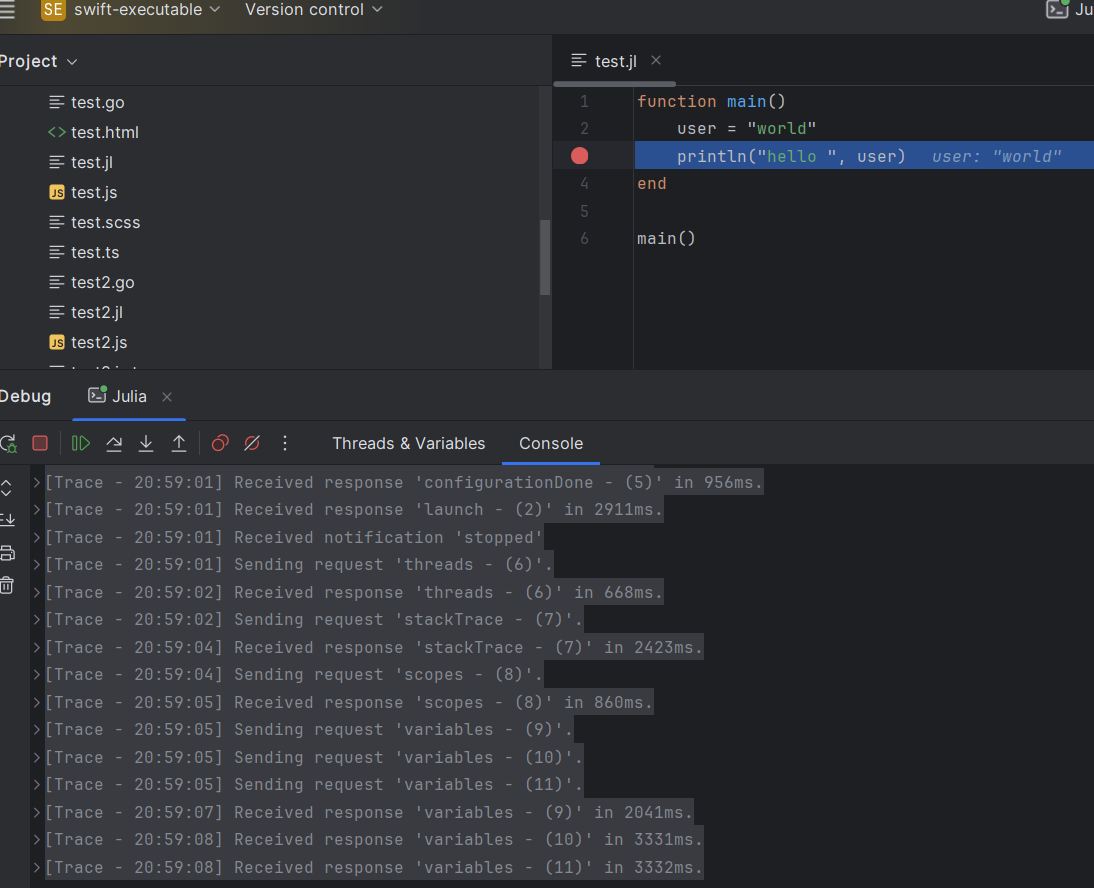 SE swift-executable Version control Ju
Project
test.go
<> test.html
test.jl
JS test.js
test.scss
test.ts
test2.go
test2.jl
JS test2.js
test.jl
1 function main()
2 user = "world"
println("hello ", user) user: "world"
4 end
5
6 main()
Debug Julia
Threads & Variables Console
[Trace - 20:59:01] Received response 'configurationDone - (5)' in 956ms.
[Trace - 20:59:01] Received response 'launch - (2)' in 2911ms.
[Trace - 20:59:01] Received notification 'stopped'
[Trace - 20:59:01] Sending request 'threads - (6)'.
[Trace - 20:59:02] Received response 'threads - (6)' in 668ms.
[Trace - 20:59:02] Sending request 'stackTrace - (7)'.
[Trace - 20:59:04] Received response 'stackTrace - (7)' in 2423ms.
[Trace - 20:59:04] Sending request 'scopes - (8)'.
[Trace - 20:59:05] Received response 'scopes - (8)' in 860ms.
[Trace - 20:59:05] Sending request 'variables - (9)'.
[Trace - 20:59:05] Sending request 'variables - (10)'.
[Trace - 20:59:05] Sending request 'variables - (11)'.
[Trace - 20:59:07] Received response 'variables - (9)' in 2041ms.
[Trace - 20:59:08] Received response 'variables - (10)' in 3331ms.
[Trace - 20:59:08] Received response 'variables - (11)' in 3332ms.